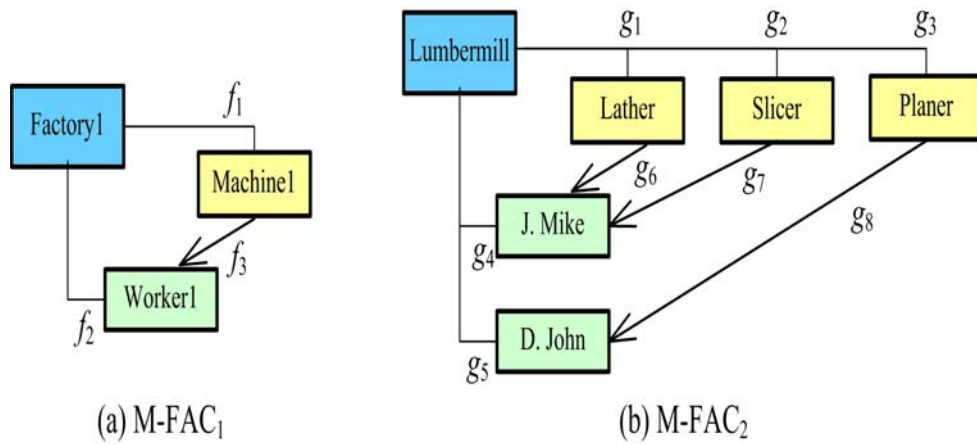 Factory1
f₁
Machine1
f₃
Worker1
f₂
(a) M-FAC₁
Lumbermill
g₁
g₂
g₃
Lather
Slicer
Planer
g₆
g₇
g₈
J. Mike
g₄
D. John
g₅
(b) M-FAC₂